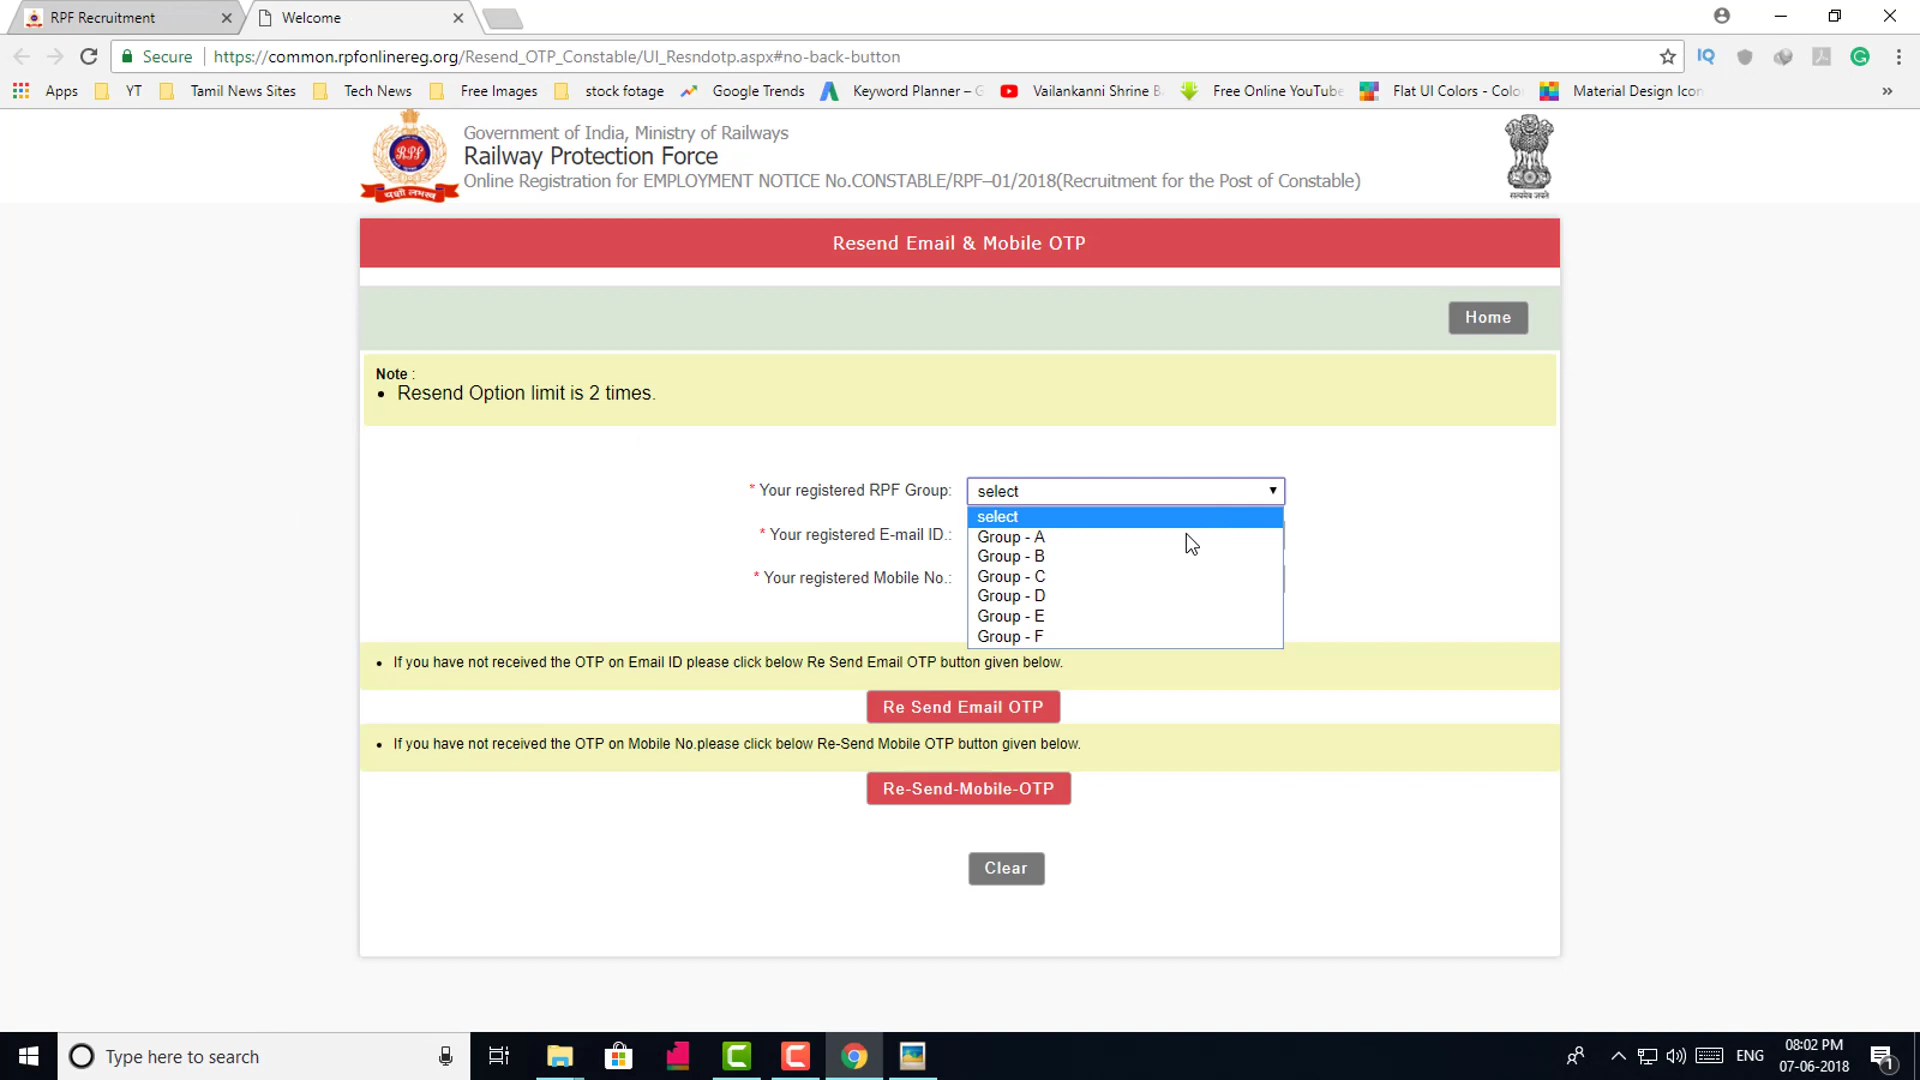 RPF Recruitment
Welcome
Secure
https://common.rpfonlinereg.org/Resend_OTP_Constable/UI_Resndotp.aspx#no-back-button
Apps YT Tamil News Sites Tech News Free Images stock fotage Google Trends Keyword Planner – G Vailankanni Shrine B Free Online YouTube Flat UI Colors - Colo Material Design Icon »
Government of India, Ministry of Railways
Railway Protection Force
Online Registration for EMPLOYMENT NOTICE No.CONSTABLE/RPF–01/2018(Recruitment for the Post of Constable)
RPF
सत्यमेव जयते
Resend Email & Mobile OTP
Home
Note :
• Resend Option limit is 2 times.
* Your registered RPF Group: select
select
* Your registered E-mail ID.:
Group - A
Group - B
* Your registered Mobile No.:
Group - C
Group - D
Group - E
Group - F
• If you have not received the OTP on Email ID please click below Re Send Email OTP button given below.
Re Send Email OTP
• If you have not received the OTP on Mobile No.please click below Re-Send Mobile OTP button given below.
Re-Send-Mobile-OTP
Clear
Type here to search
ENG
08:02 PM
07-06-2018
1